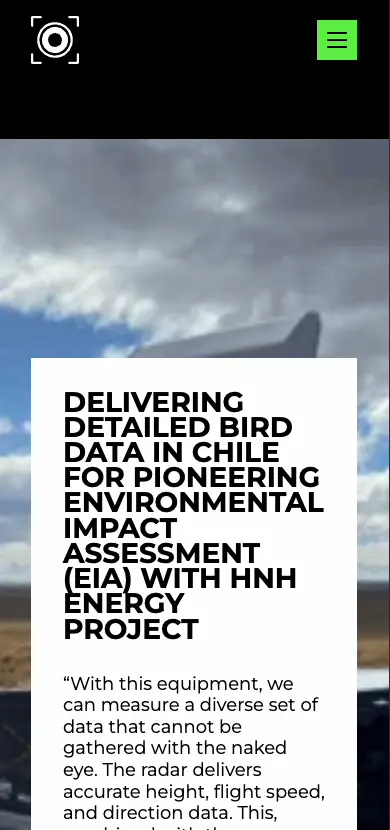 DELIVERING
DETAILED BIRD
DATA IN CHILE
FOR PIONEERING
ENVIRONMENTAL
IMPACT
ASSESSMENT
(EIA) WITH HNH
ENERGY
PROJECT
“With this equipment, we
can measure a diverse set of
data that cannot be
gathered with the naked
eye. The radar delivers
accurate height, flight speed,
and direction data. This,